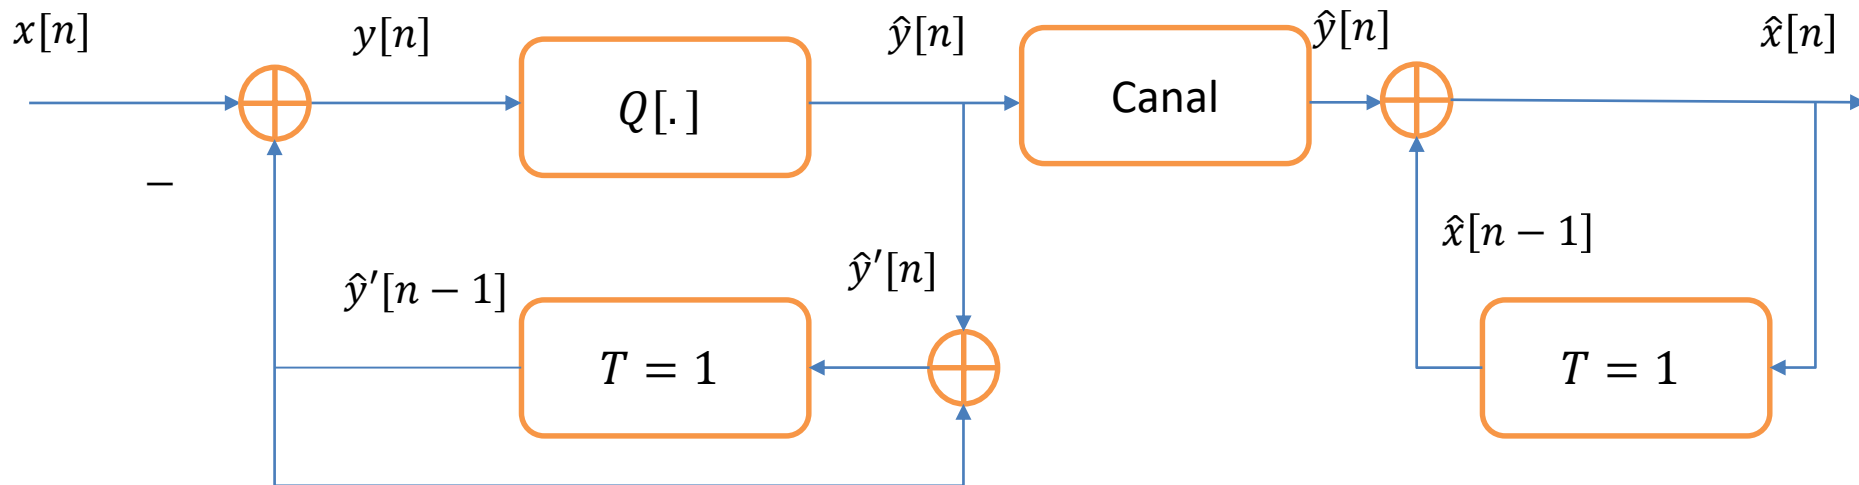 x[n]
y[n]
ŷ[n]
ŷ[n]
x̂[n]
Q[.]
Canal
−
x̂[n − 1]
ŷ′[n − 1]
ŷ′[n]
T = 1
T = 1